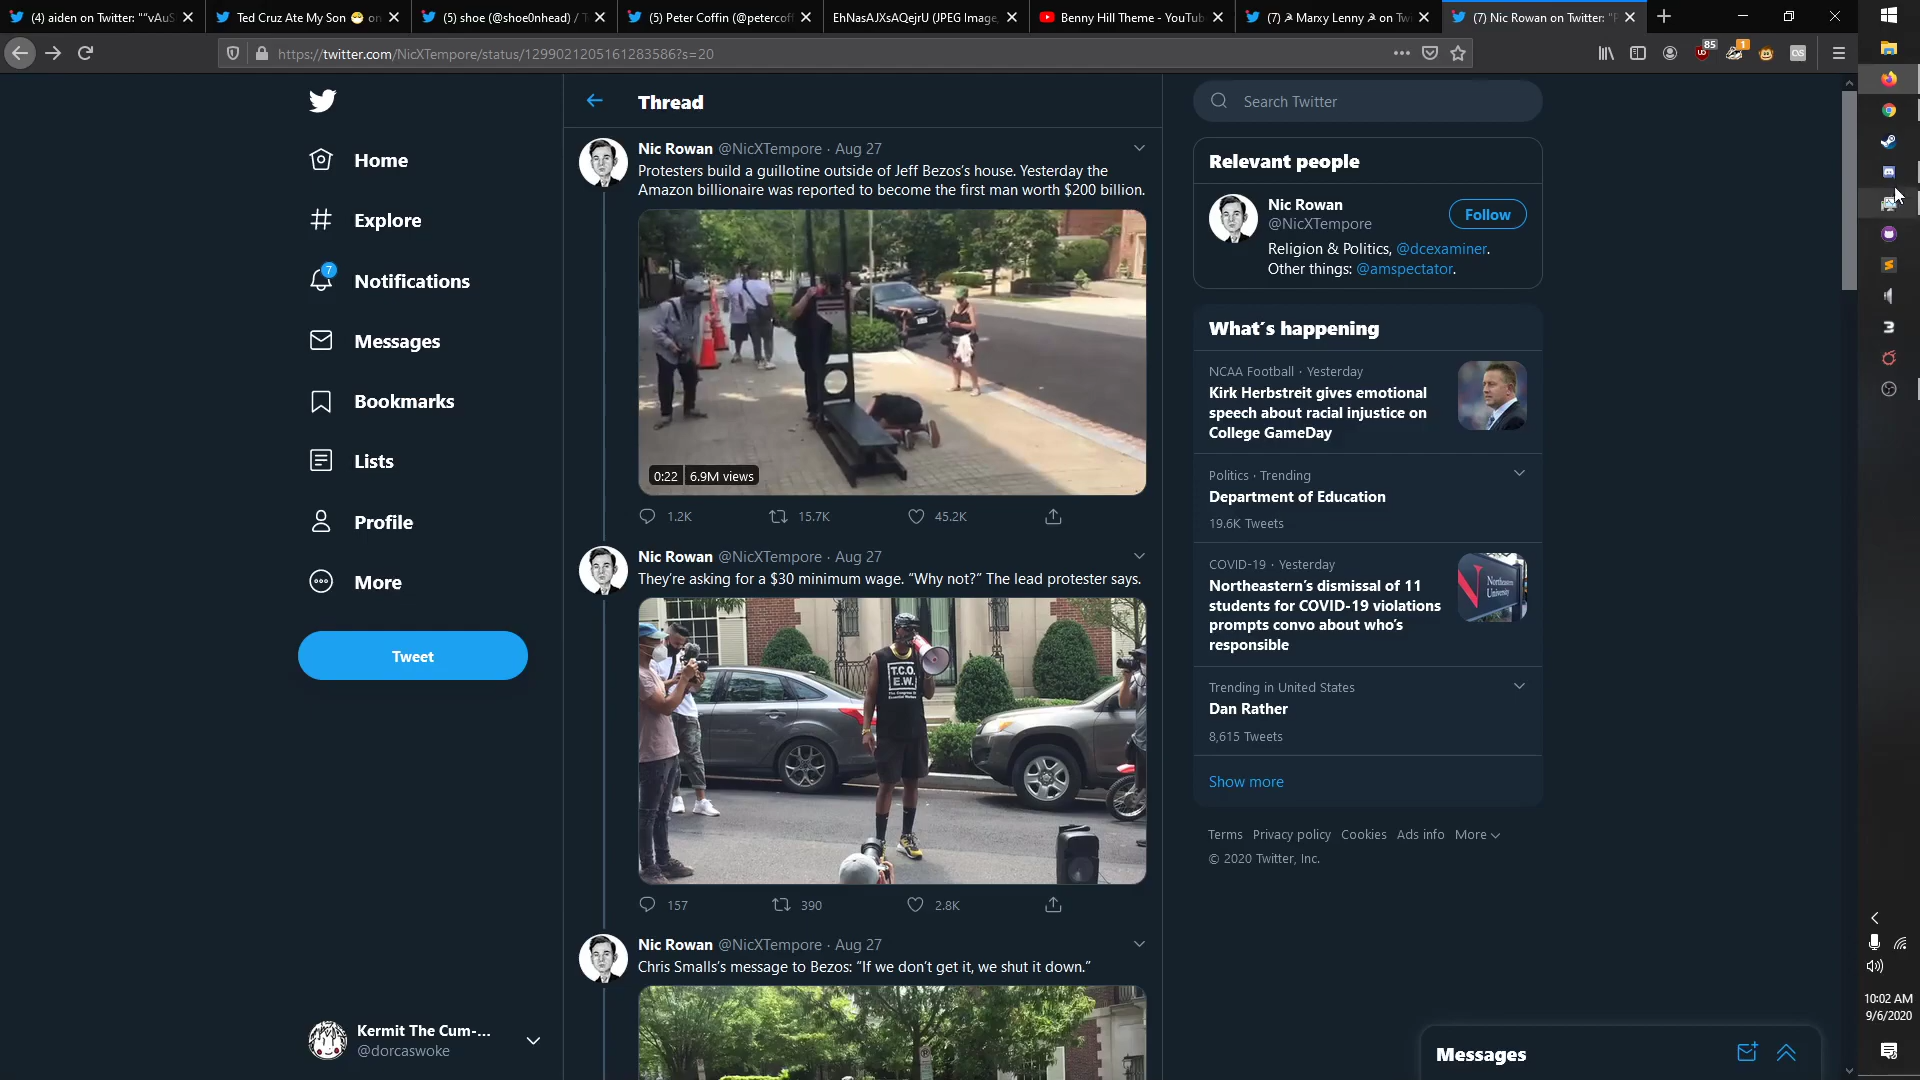 (4) aiden on Twitter: "“vAuS
Ted Cruz Ate My Son 😷 on
(5) shoe (@shoe0nhead) / T
(5) Peter Coffin (@petercoff
EhNasAJXsAQejrU (JPEG Image,
Benny Hill Theme - YouTub
(7) ☭ Marxy Lenny ☭ on Twi
(7) Nic Rowan on Twitter: "P
https://twitter.com/NicXTempore/status/1299021205161283586?s=20
85
1
Home
Explore
7
Notifications
Messages
Bookmarks
Lists
Profile
More
Tweet
Kermit The Cum-...
@dorcaswoke
Thread
Nic Rowan @NicXTempore · Aug 27
Protesters build a guillotine outside of Jeff Bezos’s house. Yesterday the
Amazon billionaire was reported to become the first man worth $200 billion.
0:22 6.9M views
1.2K 15.7K 45.2K
Nic Rowan @NicXTempore · Aug 27
They’re asking for a $30 minimum wage. “Why not?” The lead protester says.
T.C.O.
E.W.
157 390 2.8K
Nic Rowan @NicXTempore · Aug 27
Chris Smalls’s message to Bezos: “If we don’t get it, we shut it down.”
Search Twitter
Relevant people
Nic Rowan
@NicXTempore
Follow
Religion & Politics, @dcexaminer.
Other things: @amspectator.
What’s happening
NCAA Football · Yesterday
Kirk Herbstreit gives emotional
speech about racial injustice on
College GameDay
Politics · Trending
Department of Education
19.6K Tweets
COVID-19 · Yesterday
Northeastern’s dismissal of 11
students for COVID-19 violations
prompts convo about who’s
responsible
Northeastern
University
Trending in United States
Dan Rather
8,615 Tweets
Show more
Terms Privacy policy Cookies Ads info More
© 2020 Twitter, Inc.
Messages
10:02 AM
9/6/2020